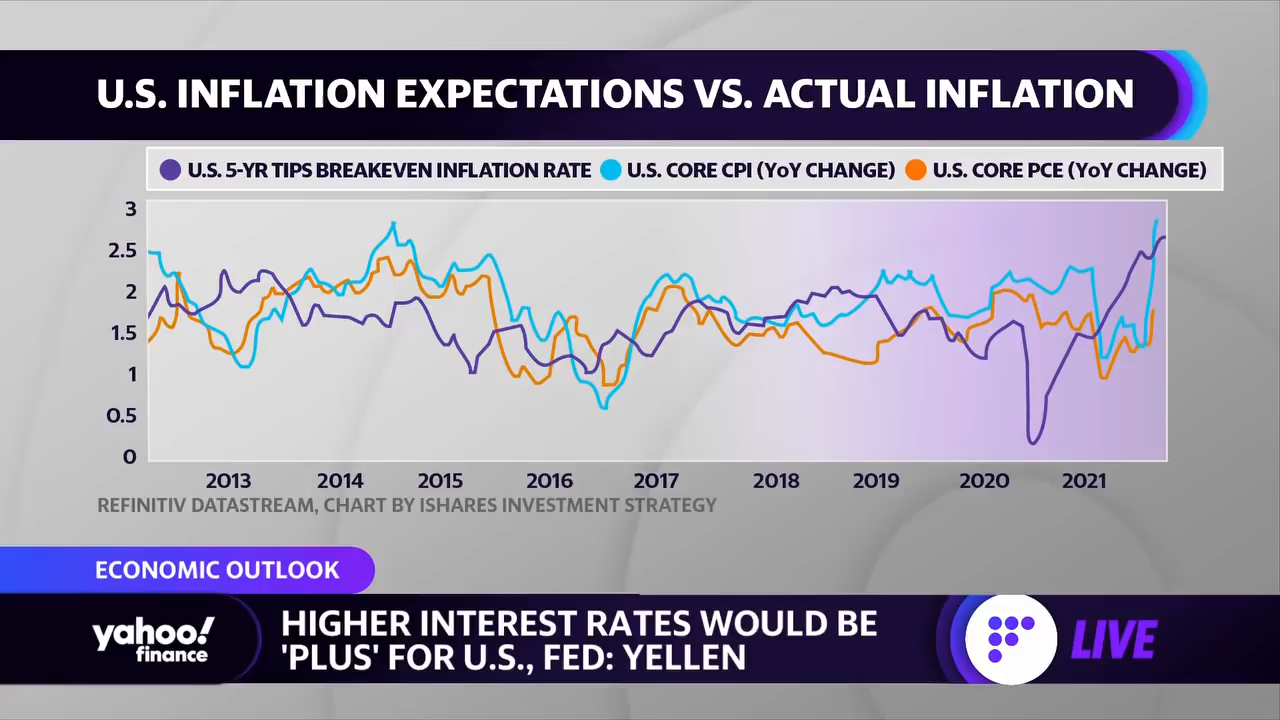 U.S. INFLATION EXPECTATIONS VS. ACTUAL INFLATION
U.S. 5-YR TIPS BREAKEVEN INFLATION RATE U.S. CORE CPI (YoY CHANGE) U.S. CORE PCE (YoY CHANGE)
3
2.5
2
1.5
1
0.5
0
2013 2014 2015 2016 2017 2018 2019 2020 2021
REFINITIV DATASTREAM, CHART BY ISHARES INVESTMENT STRATEGY
ECONOMIC OUTLOOK
yahoo!
finance
HIGHER INTEREST RATES WOULD BE
'PLUS' FOR U.S., FED: YELLEN
LIVE